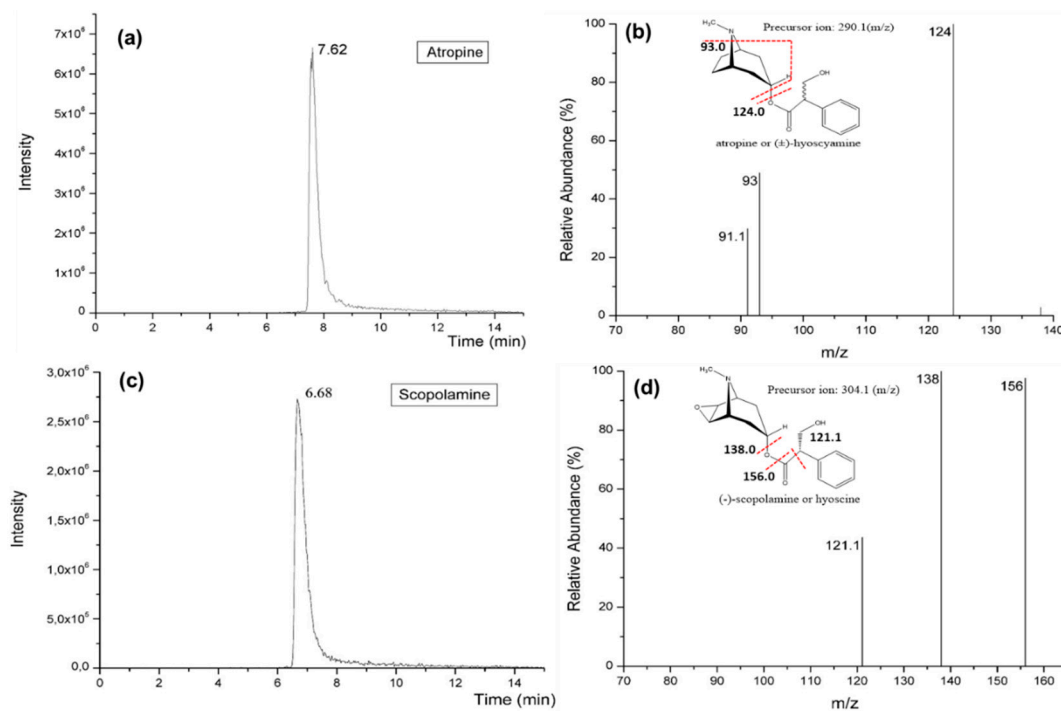 (a)
Atropine
7.62
7x10⁶
6x10⁶
5x10⁶
4x10⁶
3x10⁶
2x10⁶
1x10⁶
0
Intensity
0 2 4 6 8 10 12 14
Time (min)
(b)
Precursor ion: 290.1(m/z)
CH₃
N
93.0
H
OH
124.0
O
O
atropine or (±)-hyoscyamine
124
93
91.1
100
80
60
40
20
0
Relative Abundance (%)
70 80 90 100 110 120 130 140
m/z
(c)
Scopolamine
6.68
3,0x10⁶
2,5x10⁶
2,0x10⁶
1,5x10⁶
1,0x10⁶
5,0x10⁵
0,0
Intensity
0 2 4 6 8 10 12 14
Time (min)
(d)
Precursor ion: 304.1 (m/z)
CH₃
N
O
H
OH
138.0
121.1
O
156.0
O
(-)-scopolamine or hyoscine
138
156
121.1
100
80
60
40
20
0
Relative Abundance (%)
70 80 90 100 110 120 130 140 150 160
m/z